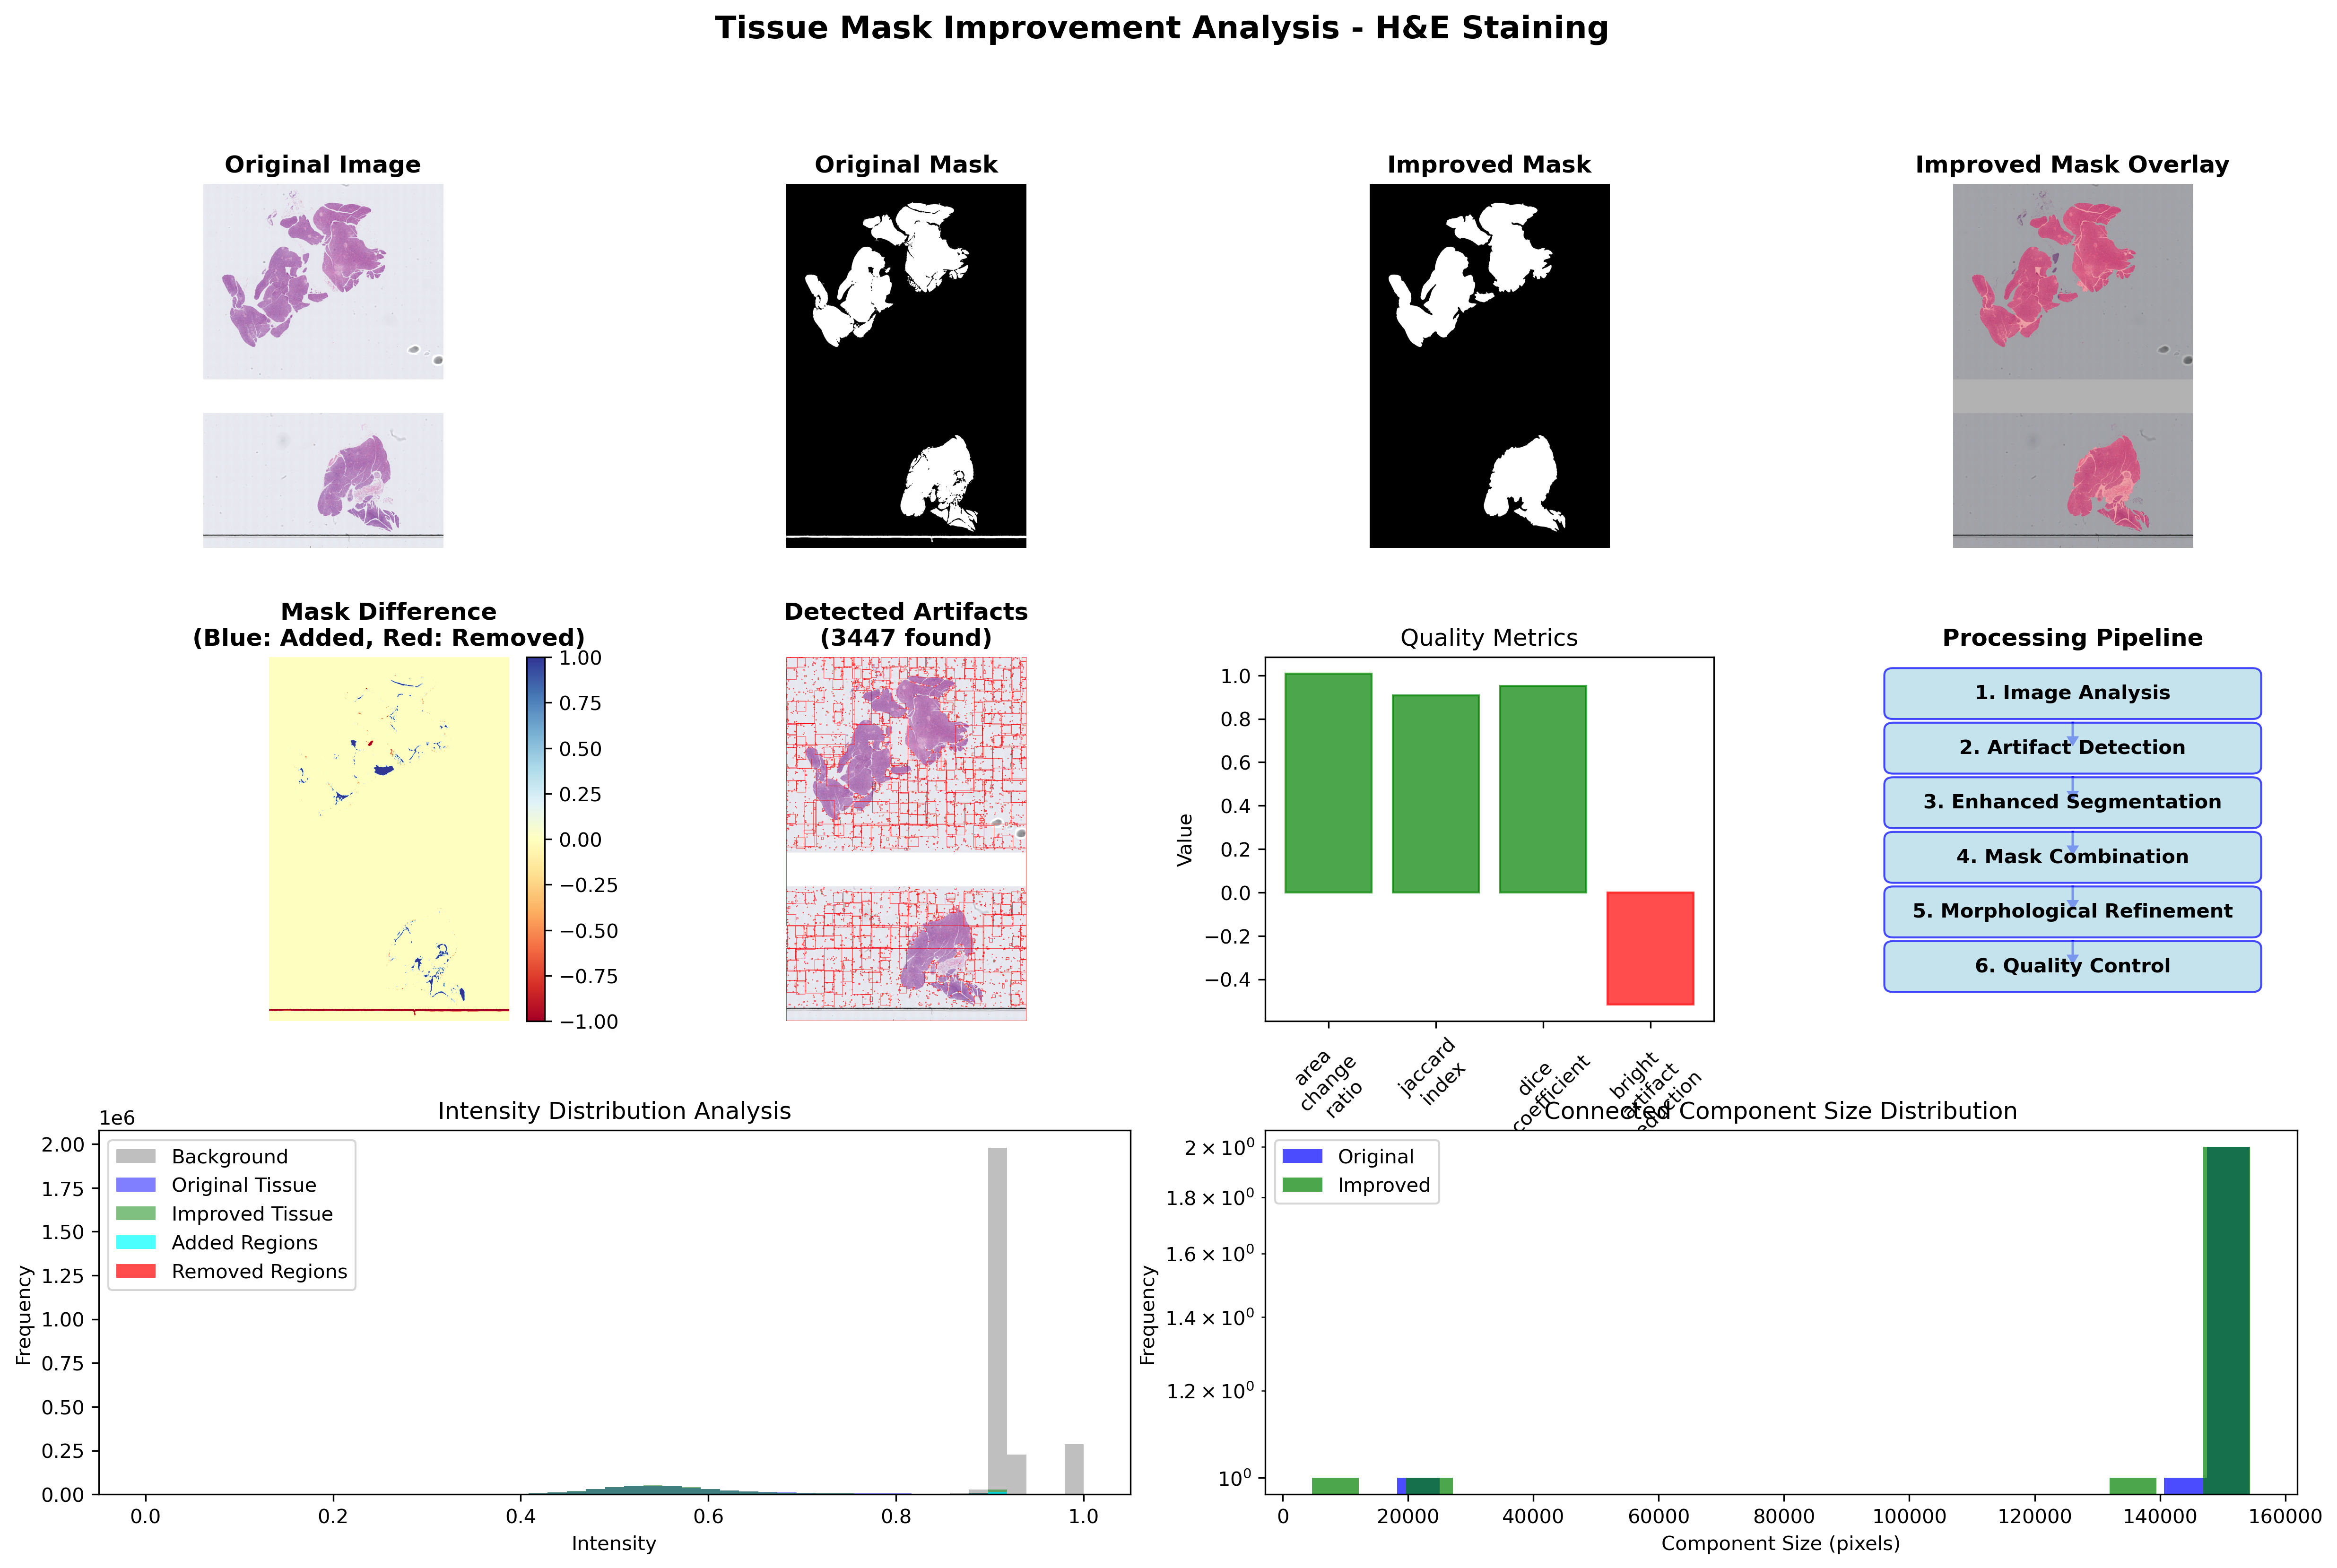 Tissue Mask Improvement Analysis - H&E Staining
Original Image
Original Mask
Improved Mask
Improved Mask Overlay
Mask Difference
(Blue: Added, Red: Removed)
1.00
0.75
0.50
0.25
0.00
−0.25
−0.50
−0.75
−1.00
Detected Artifacts
(3447 found)
Quality Metrics
Value
1.0
0.8
0.6
0.4
0.2
0.0
−0.2
−0.4
area
change
ratio
jaccard
index
dice
coefficient
bright
artifact
Processing Pipeline
1. Image Analysis
2. Artifact Detection
3. Enhanced Segmentation
4. Mask Combination
5. Morphological Refinement
6. Quality Control
Intensity Distribution Analysis
1e6
Frequency
2.00
1.75
1.50
1.25
1.00
0.75
0.50
0.25
0.00
Background
Original Tissue
Improved Tissue
Added Regions
Removed Regions
0.0
0.2
0.4
0.6
0.8
1.0
Intensity
Connected Component Size Distribution
Frequency
2 × 10⁰
1.8 × 10⁰
1.6 × 10⁰
1.4 × 10⁰
1.2 × 10⁰
10⁰
Original
Improved
0
20000
40000
60000
80000
100000
120000
140000
160000
Component Size (pixels)